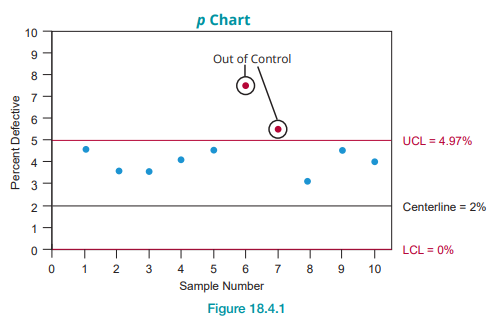 p Chart
Out of Control
Percent Defective
10
9
8
7
6
5
4
3
2
1
0
UCL = 4.97%
Centerline = 2%
LCL = 0%
0 1 2 3 4 5 6 7 8 9 10
Sample Number
Figure 18.4.1